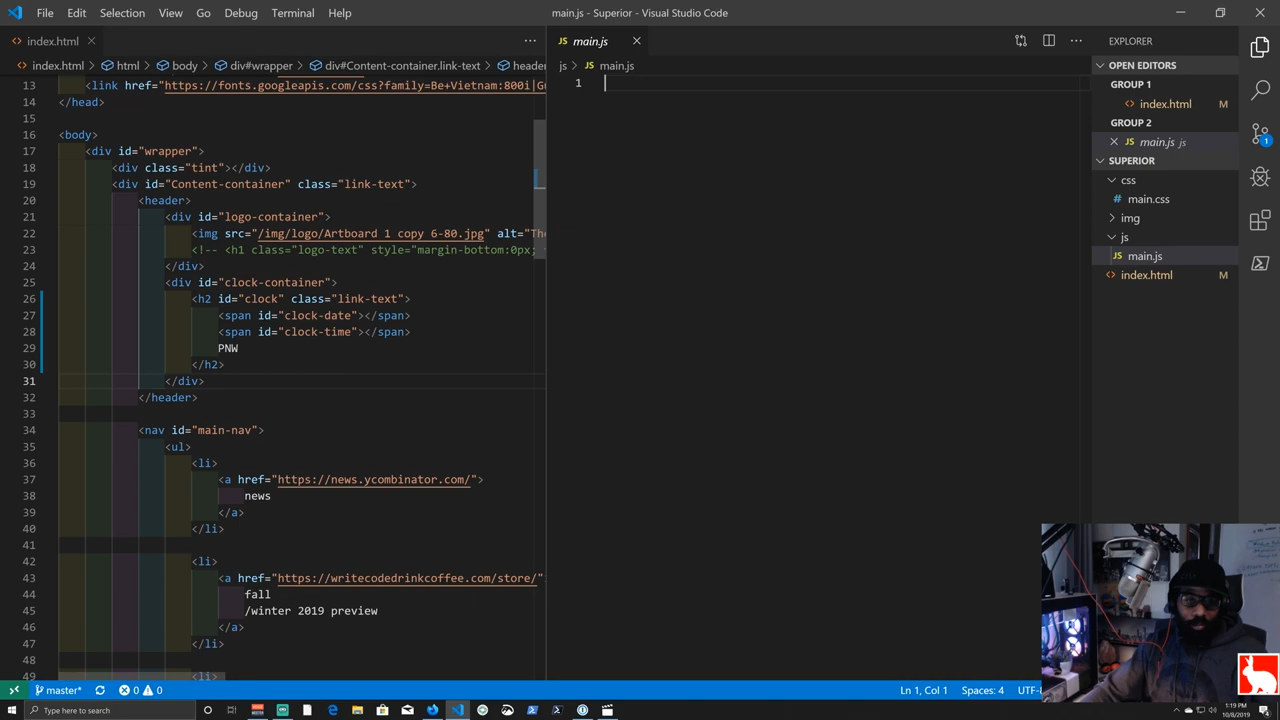 File Edit Selection View Go Debug Terminal Help
main.js - Superior - Visual Studio Code
index.html
index.html > html > body > div#wrapper > div#Content-container.link-text > header
13 <link href="https://fonts.googleapis.com/css?family=Be+Vietnam:800i|Gu
14 </head>
15
16 <body>
17 <div id="wrapper">
18 <div class="tint"></div>
19 <div id="Content-container" class="link-text">
20 <header>
21 <div id="logo-container">
22 <img src="/img/logo/Artboard 1 copy 6-80.jpg" alt="Th
23 <!-- <h1 class="logo-text" style="margin-bottom:0px;
24 </div>
25 <div id="clock-container">
26 <h2 id="clock" class="link-text">
27 <span id="clock-date"></span>
28 <span id="clock-time"></span>
29 PNW
30 </h2>
31 </div>
32 </header>
33
34 <nav id="main-nav">
35 <ul>
36 <li>
37 <a href="https://news.ycombinator.com/">
38 news
39 </a>
40 </li>
41
42 <li>
43 <a href="https://writecodedrinkcoffee.com/store/"
44 fall
45 /winter 2019 preview
46 </a>
47 </li>
48
49 <li>
JS main.js
js > JS main.js
1
EXPLORER
OPEN EDITORS
GROUP 1
index.html M
GROUP 2
JS main.js js
SUPERIOR
css
main.css
img
js
JS main.js
index.html M
1
master* 0 0
Ln 1, Col 1 Spaces: 4 UTF-
Type here to search
1:19 PM
10/8/2019